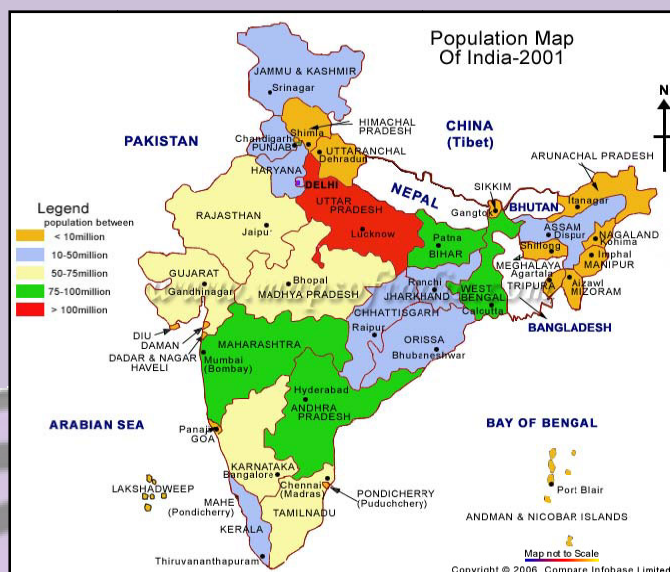 Population Map
Of India-2001
N
JAMMU & KASHMIR
Srinagar
HIMACHAL
PRADESH
Shimla
Chandigarh
PUNJAB
UTTARANCHAL
Dehradun
PAKISTAN
CHINA
(Tibet)
HARYANA
DELHI
NEPAL
SIKKIM
Gangtok
BHUTAN
ARUNACHAL PRADESH
Itanagar
RAJASTHAN
Jaipur
UTTAR
PRADESH
Lucknow
Patna
BIHAR
ASSAM
Dispur
NAGALAND
Kohima
Shillong
MEGHALAYA
Imphal
MANIPUR
Agartala
TRIPURA
Aizawl
MIZORAM
Legend
population between
< 10million
10-50million
50-75million
75-100million
> 100million
GUJARAT
Gandhinagar
Bhopal
MADHYA PRADESH
Ranchi
JHARKHAND
WEST
BENGAL
Calcutta
BANGLADESH
CHHATTISGARH
Raipur
ORISSA
Bhubaneshwar
DIU
DAMAN
DADAR & NAGAR
HAVELI
MAHARASHTRA
Mumbai
(Bombay)
Hyderabad
ANDHRA
PRADESH
ARABIAN SEA
BAY OF BENGAL
Panaji
GOA
KARNATAKA
Bangalore
Chennai
(Madras)
PONDICHERRY
(Puduchery)
LAKSHADWEEP
MAHE
(Pondicherry)
TAMILNADU
KERALA
Thiruvananthapuram
Port Blair
ANDMAN & NICOBAR ISLANDS
Map not to Scale
Copyright © 2006 Compare Infobase Limited